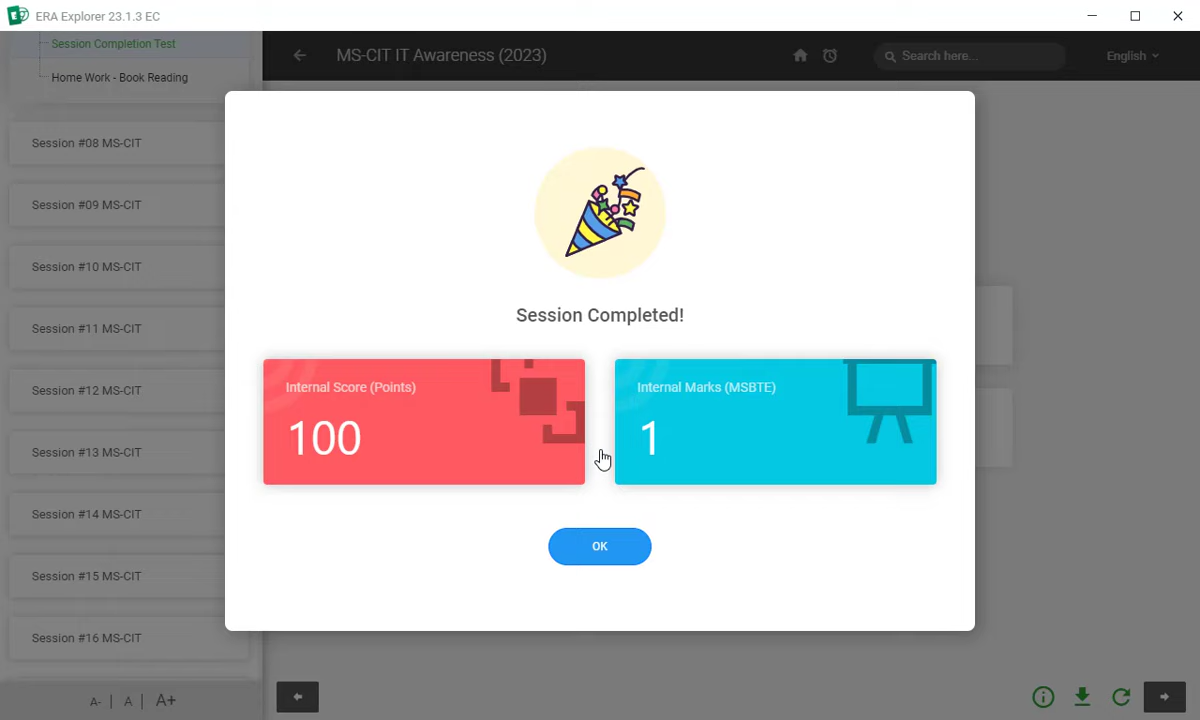 ERA Explorer 23.1.3 EC
Session Completion Test
Home Work - Book Reading
Session #08 MS-CIT
Session #09 MS-CIT
Session #10 MS-CIT
Session #11 MS-CIT
Session #12 MS-CIT
Session #13 MS-CIT
Session #14 MS-CIT
Session #15 MS-CIT
Session #16 MS-CIT
A- | A | A+
MS-CIT IT Awareness (2023)
Search here...
English
Session Completed!
Internal Score (Points)
100
Internal Marks (MSBTE)
1
OK